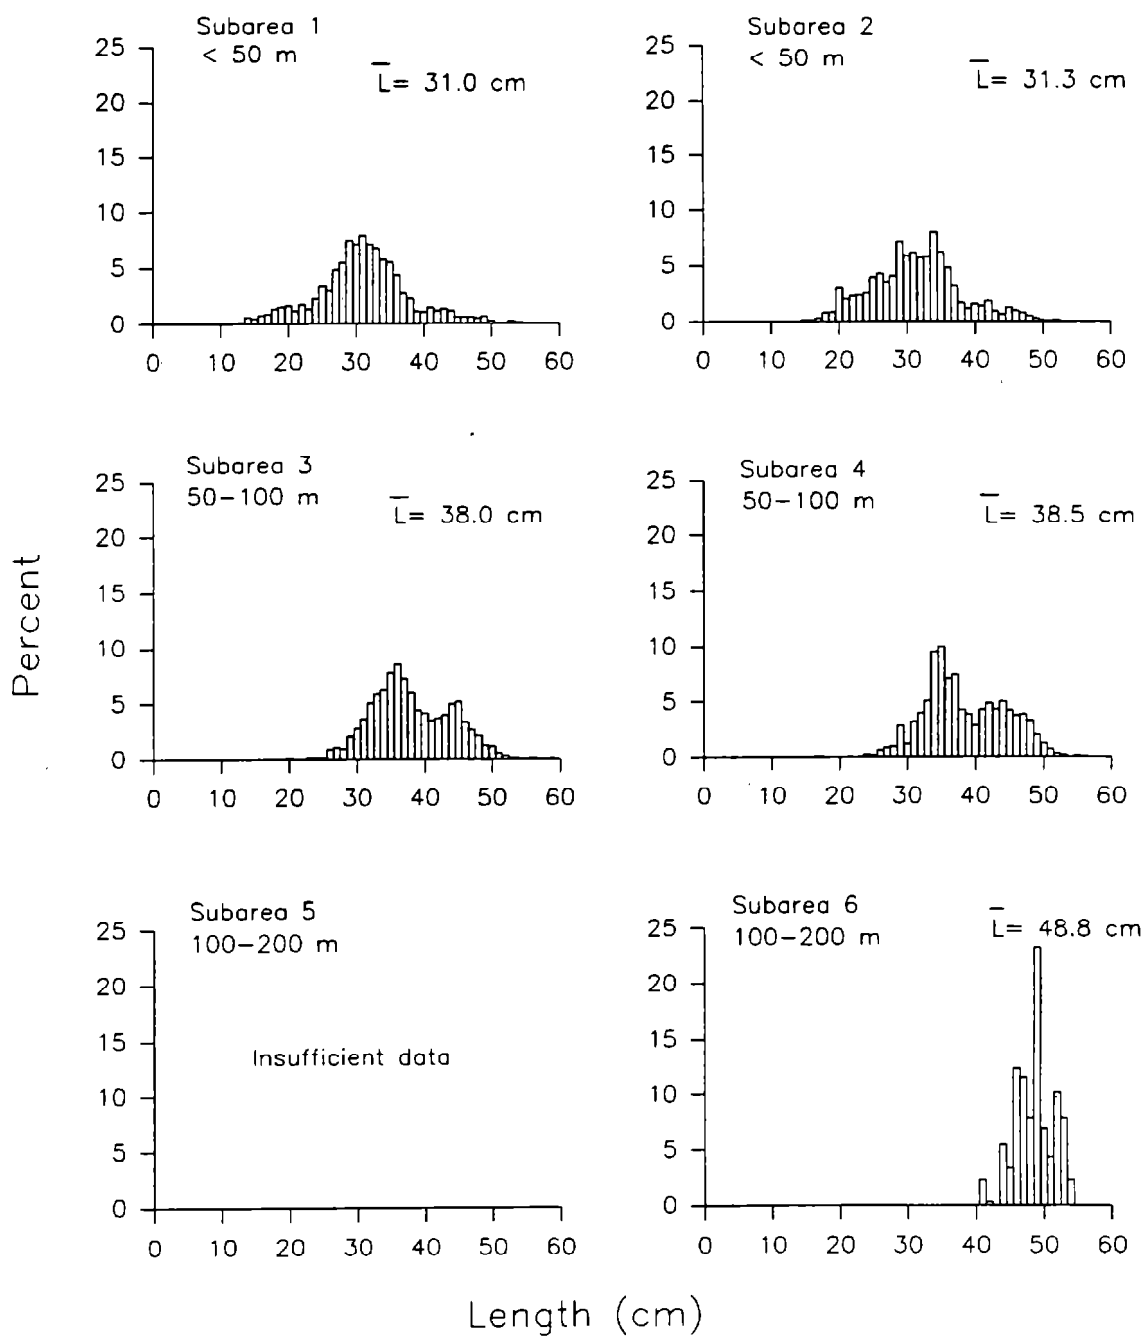 Subarea 1
< 50 m
L= 31.0 cm
25
20
15
10
5
0
0 10 20 30 40 50 60
Subarea 2
< 50 m
L= 31.3 cm
25
20
15
10
5
0
0 10 20 30 40 50 60
Subarea 3
50-100 m
L= 38.0 cm
25
20
15
10
5
0
0 10 20 30 40 50 60
Subarea 4
50-100 m
L= 38.5 cm
25
20
15
10
5
0
0 10 20 30 40 50 60
Percent
Subarea 5
100-200 m
25
20
15
10
5
0
Insufficient data
0 10 20 30 40 50 60
Subarea 6
100-200 m
L= 48.8 cm
25
20
15
10
5
0
0 10 20 30 40 50 60
Length (cm)